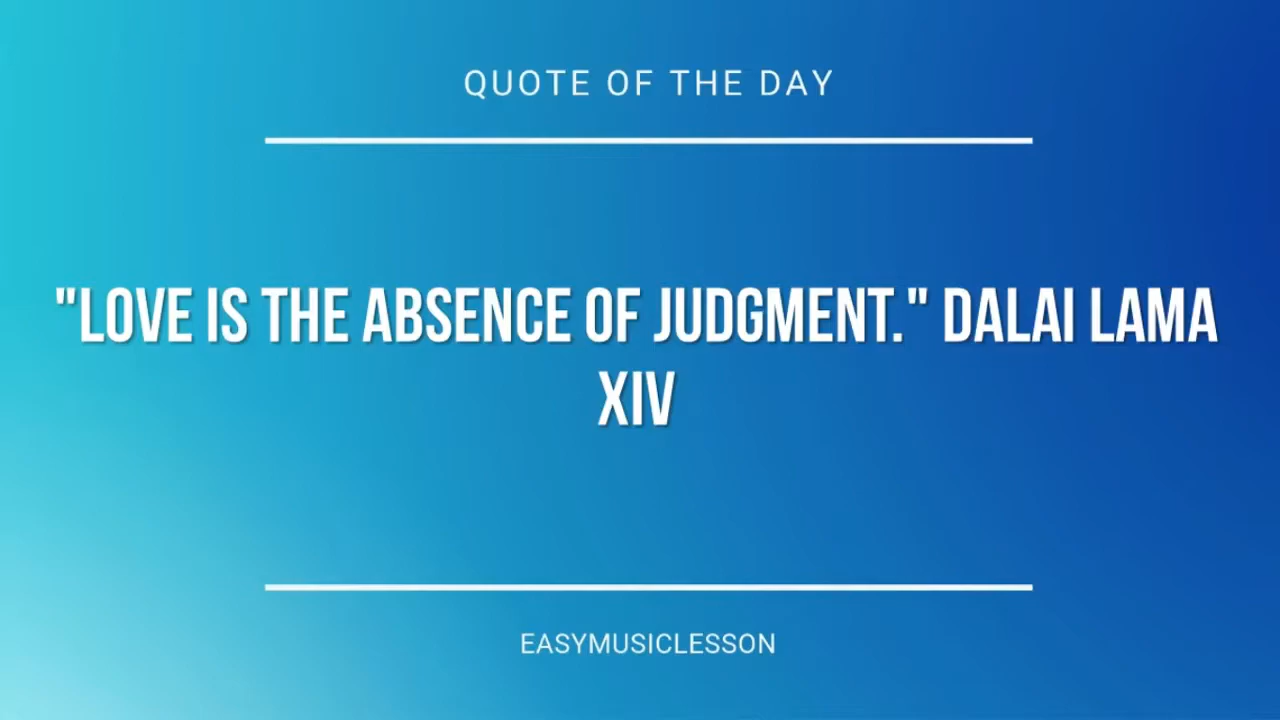 QUOTE OF THE DAY
"LOVE IS THE ABSENCE OF JUDGMENT." DALAI LAMA
XIV
EASYMUSICLESSON